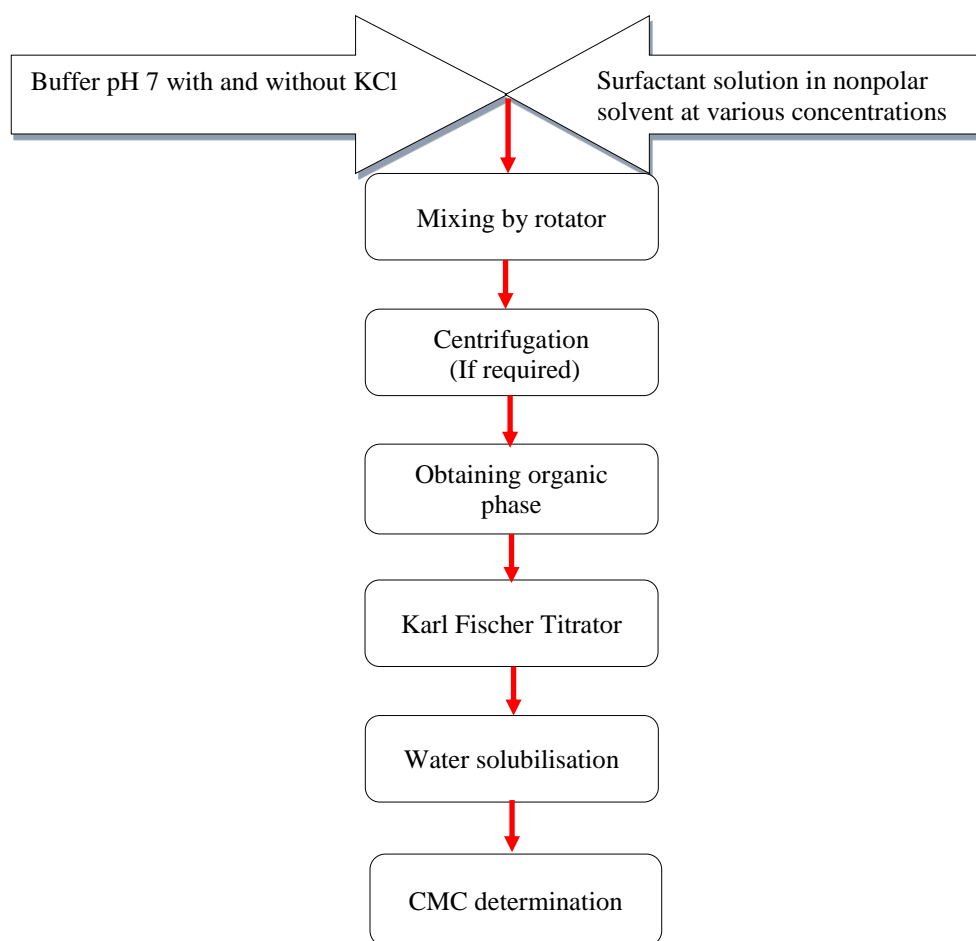 Buffer pH 7 with and without KCl
Surfactant solution in nonpolar
solvent at various concentrations
Mixing by rotator
Centrifugation
(If required)
Obtaining organic
phase
Karl Fischer Titrator
Water solubilisation
CMC determination